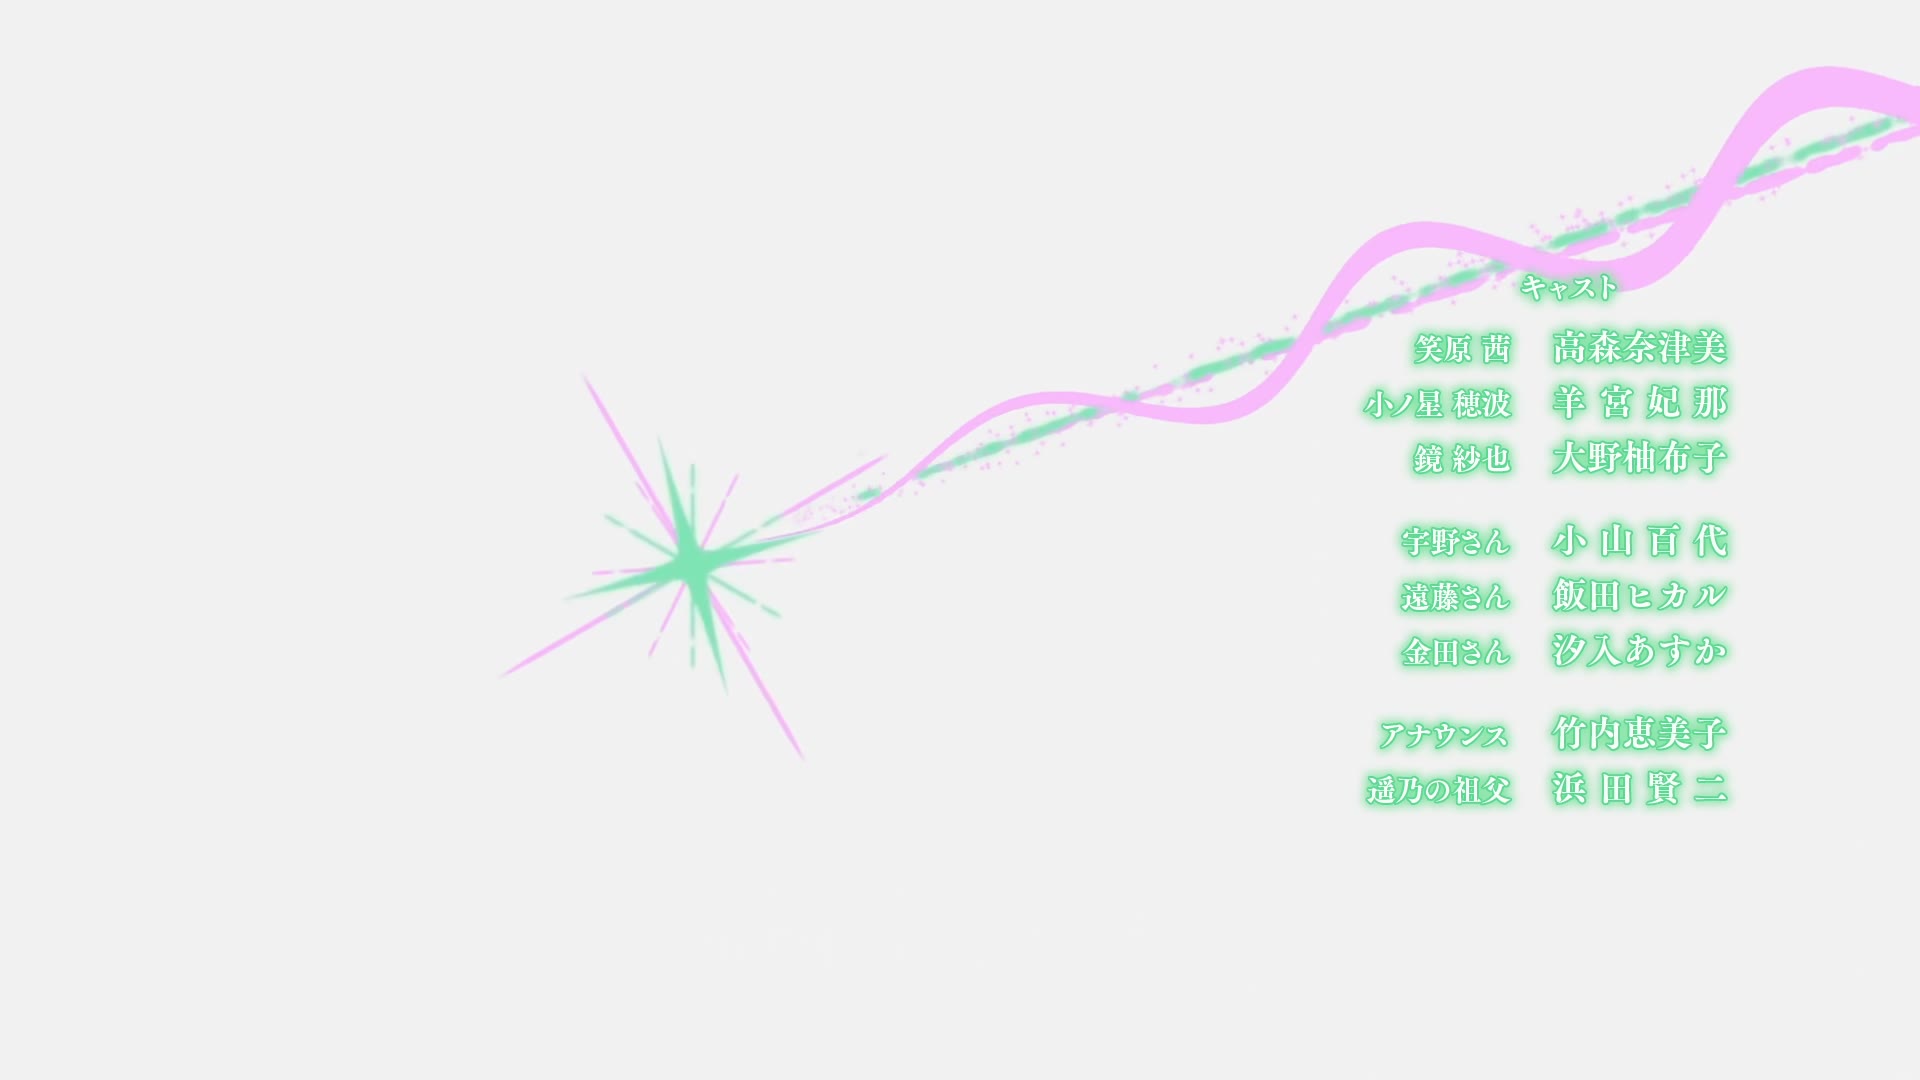 キャスト
笑原 茜 高森奈津美
小ノ星 穂波 羊宮妃那
鏡 紗也 大野柚布子
宇野さん 小山百代
遠藤さん 飯田ヒカル
金田さん 汐入あすか
アナウンス 竹内恵美子
遥乃の祖父 浜田賢二